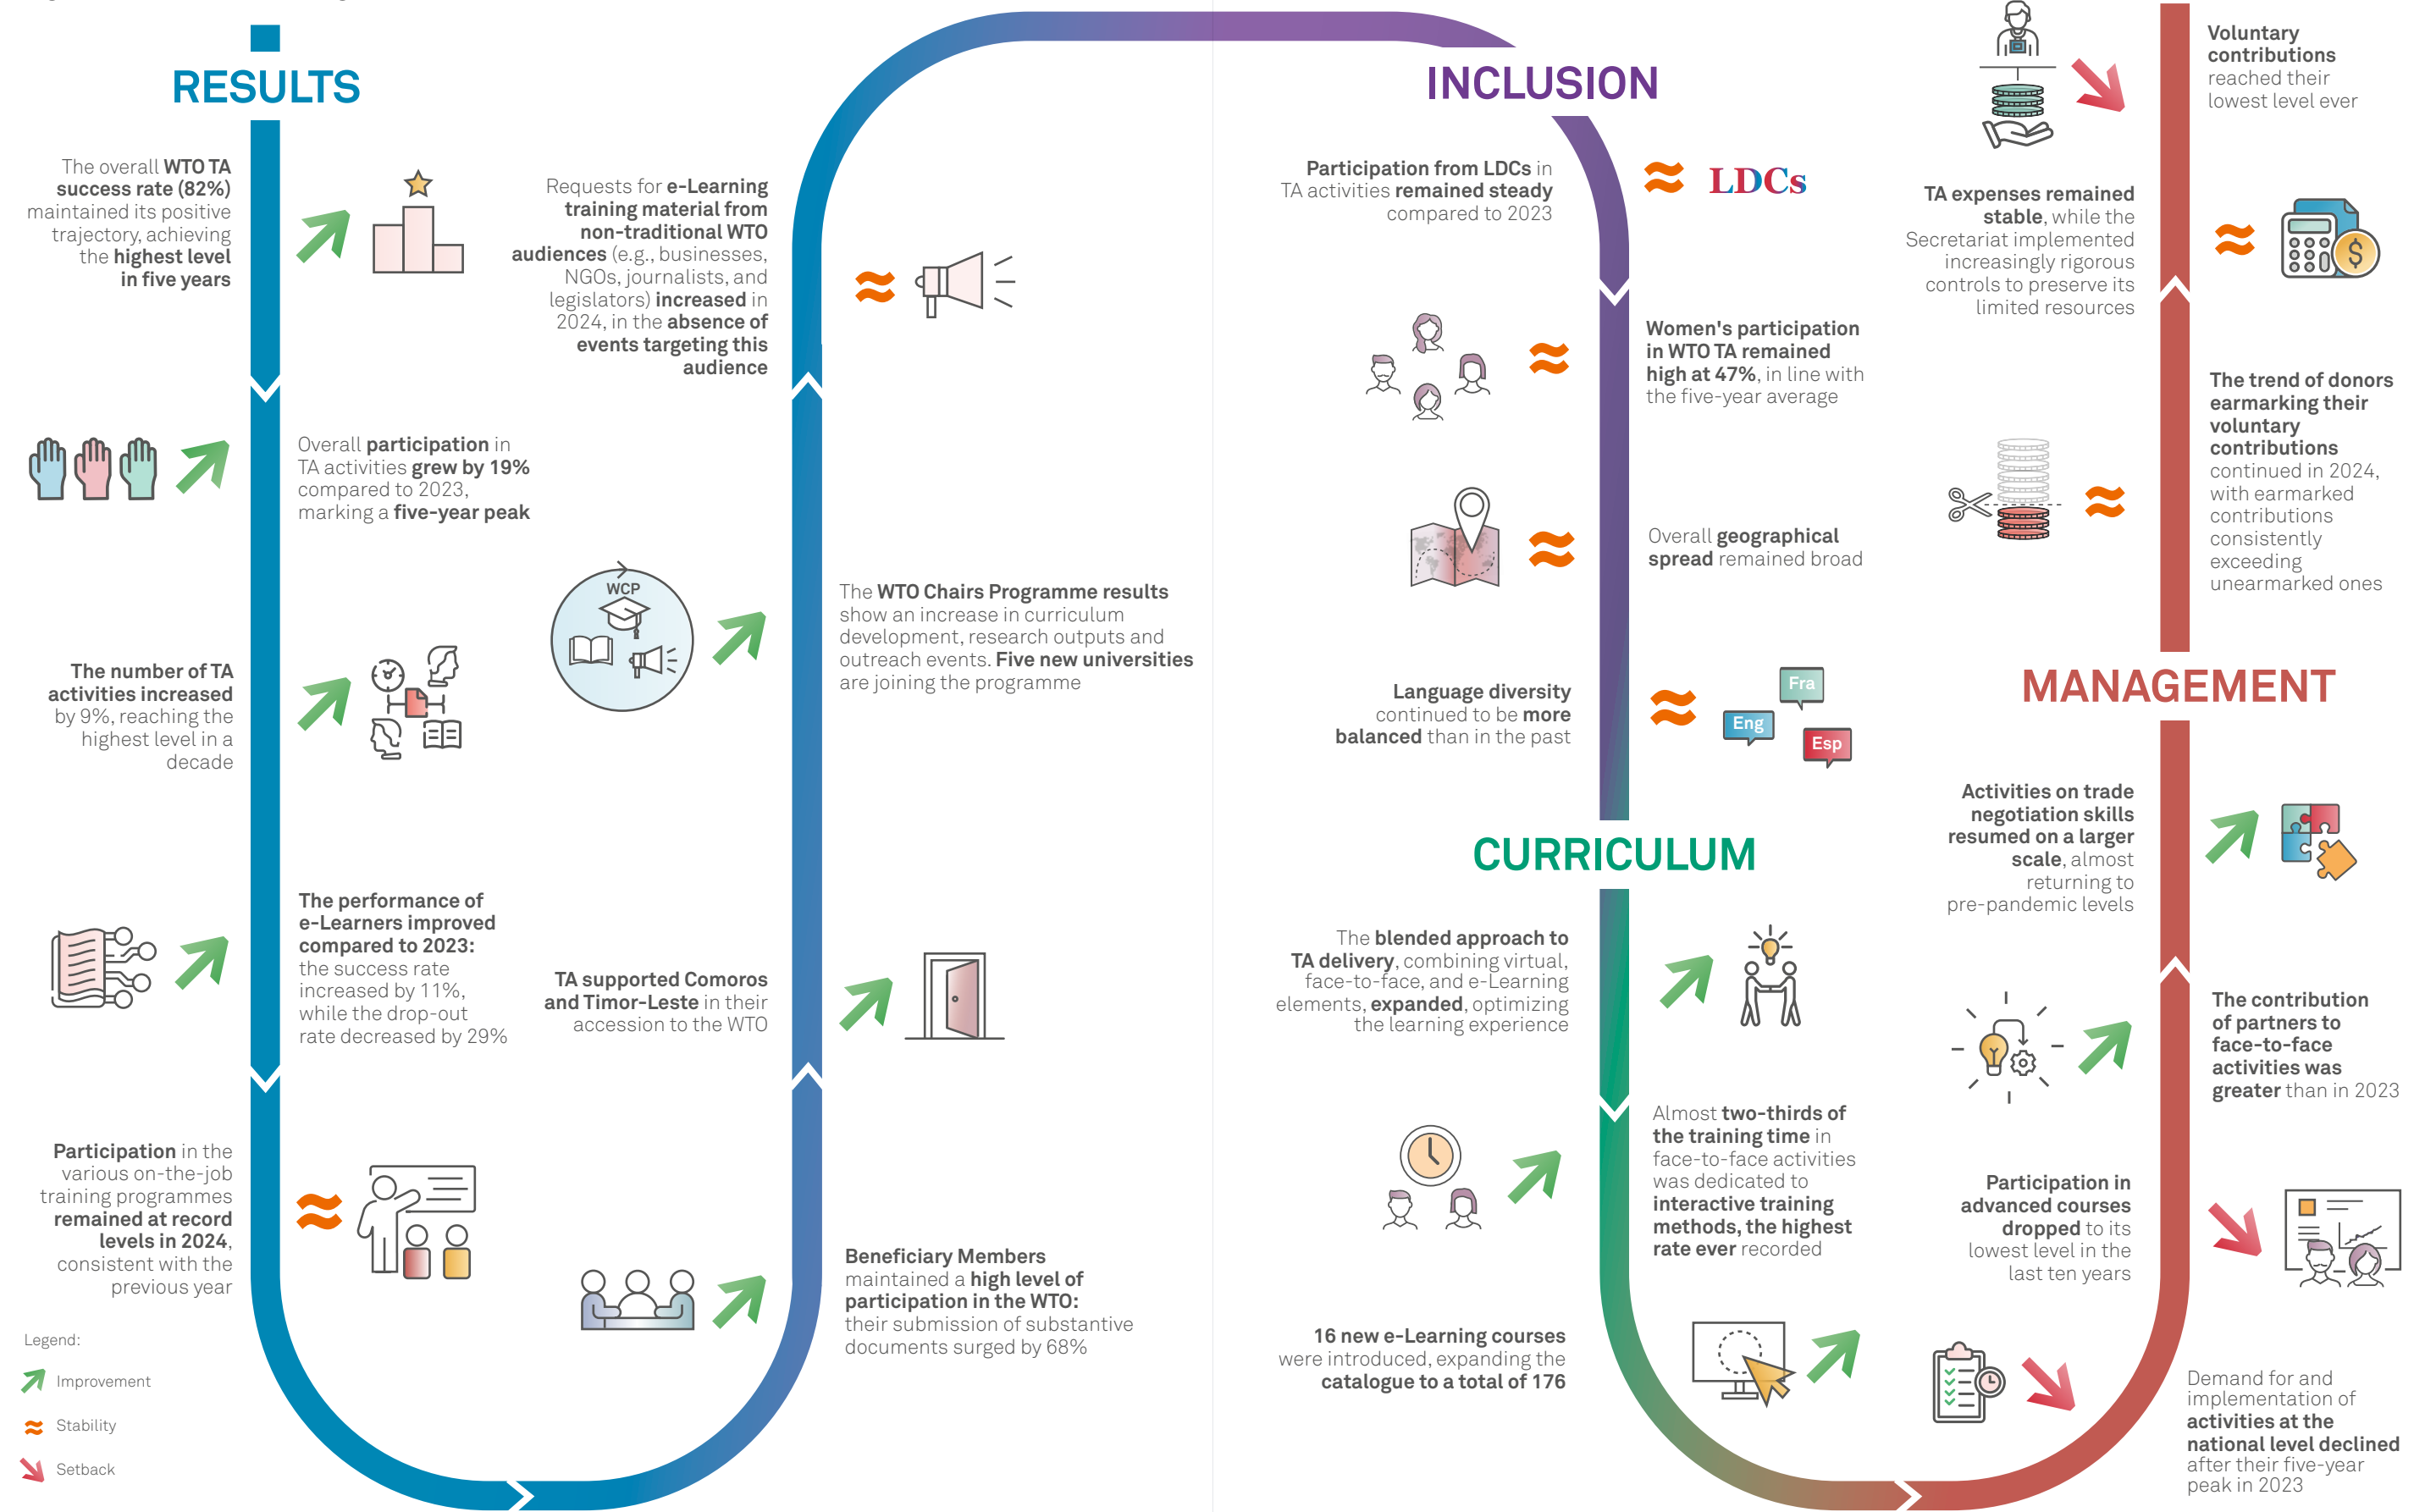 RESULTS
The overall WTO TA
success rate (82%)
maintained its positive
trajectory, achieving
the highest level
in five years
Overall participation in
TA activities grew by 19%
compared to 2023,
marking a five-year peak
The number of TA
activities increased
by 9%, reaching the
highest level in a
decade
The performance of
e-Learners improved
compared to 2023:
the success rate
increased by 11%,
while the drop-out
rate decreased by 29%
Participation in the
various on-the-job
training programmes
remained at record
levels in 2024,
consistent with the
previous year
Legend:
Improvement
Stability
Setback
Beneficiary Members
maintained a high level of
participation in the WTO:
their submission of substantive
documents surged by 68%
TA supported Comoros
and Timor-Leste in their
accession to the WTO
WCP
The WTO Chairs Programme results
show an increase in curriculum
development, research outputs and
outreach events. Five new universities
are joining the programme
Requests for e-Learning
training material from
non-traditional WTO
audiences (e.g., businesses,
NGOs, journalists, and
legislators) increased in
2024, in the absence of
events targeting this
audience
INCLUSION
Participation from LDCs in
TA activities remained steady
compared to 2023
LDCs
Women's participation
in WTO TA remained
high at 47%, in line with
the five-year average
Overall geographical
spread remained broad
Language diversity
continued to be more
balanced than in the past
Fra
Eng
Esp
CURRICULUM
The blended approach to
TA delivery, combining virtual,
face-to-face, and e-Learning
elements, expanded, optimizing
the learning experience
Almost two-thirds of
the training time in
face-to-face activities
was dedicated to
interactive training
methods, the highest
rate ever recorded
16 new e-Learning courses
were introduced, expanding the
catalogue to a total of 176
Demand for and
implementation of
activities at the
national level declined
after their five-year
peak in 2023
Participation in
advanced courses
dropped to its
lowest level in the
last ten years
The contribution
of partners to
face-to-face
activities was
greater than in 2023
Activities on trade
negotiation skills
resumed on a larger
scale, almost
returning to
pre-pandemic levels
MANAGEMENT
The trend of donors
earmarking their
voluntary
contributions
continued in 2024,
with earmarked
contributions
consistently
exceeding
unearmarked ones
TA expenses remained
stable, while the
Secretariat implemented
increasingly rigorous
controls to preserve its
limited resources
Voluntary
contributions
reached their
lowest level ever